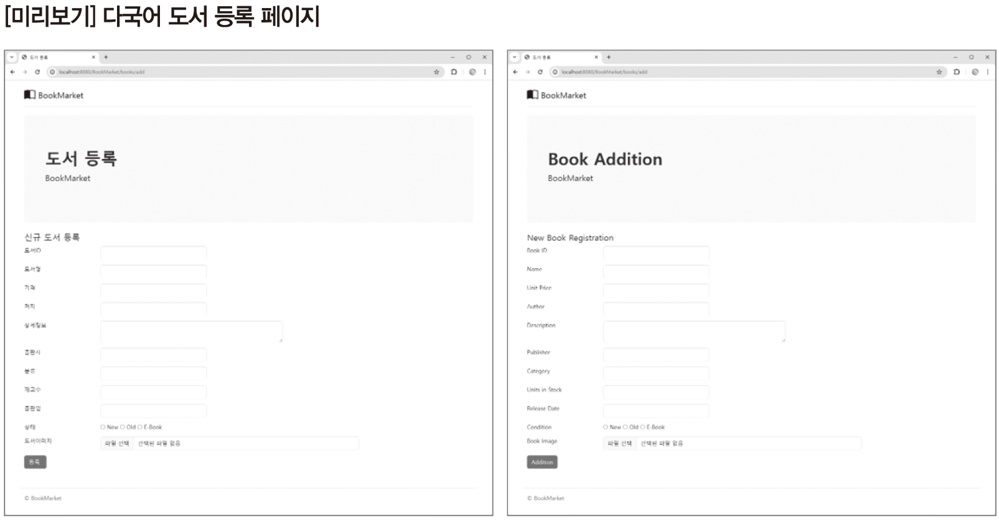 [미리보기] 다국어 도서 등록 페이지
도서 등록
localhost:8080/BookMarket/books/add
BookMarket
도서 등록
BookMarket
신규 도서 등록
도서ID
도서명
가격
저자
상세정보
출판사
분류
재고수
출판일
상태
New Old E-Book
도서이미지
파일 선택 선택된 파일 없음
등록
© BookMarket
도서 등록
localhost:8080/BookMarket/books/add
BookMarket
Book Addition
BookMarket
New Book Registration
Book ID
Name
Unit Price
Author
Description
Publisher
Category
Units in Stock
Release Date
Condition
New Old E-Book
Book Image
파일 선택 선택된 파일 없음
Addition
© BookMarket